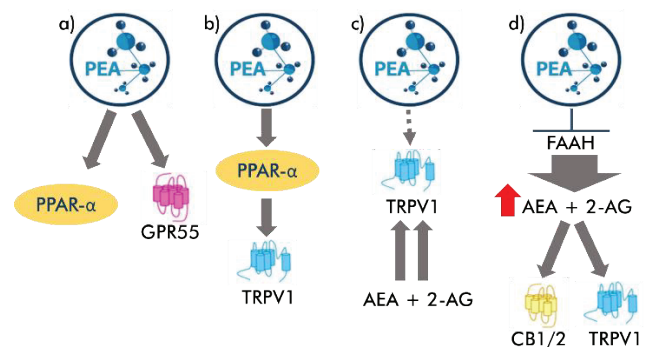 a)
PEA
PPAR-α
GPR55
b)
PEA
PPAR-α
TRPV1
c)
PEA
TRPV1
AEA + 2-AG
d)
PEA
FAAH
AEA + 2-AG
CB1/2
TRPV1